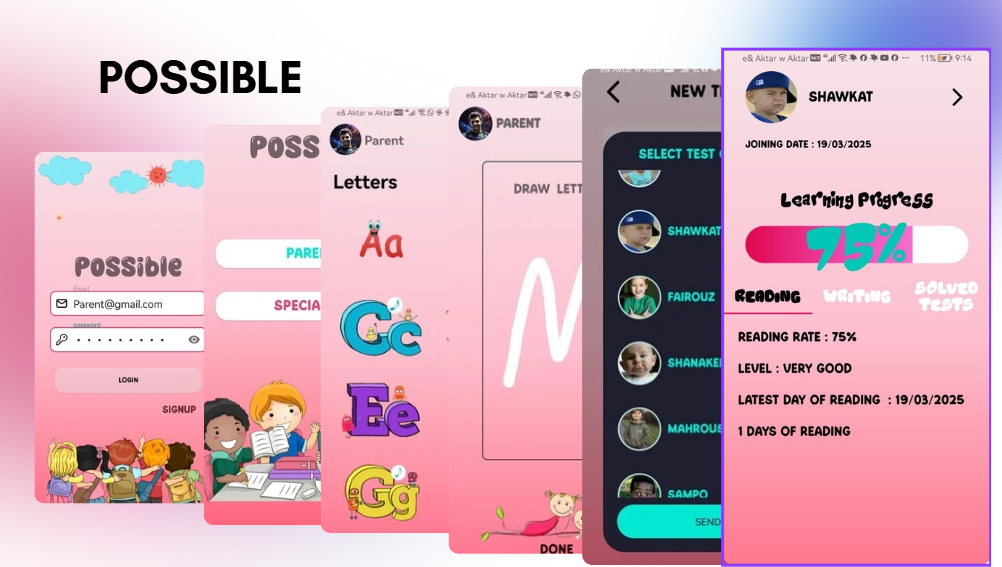 POSSIBLE
POSSible
Email
Parent@gmail.com
password
LOGIN
SIGNUP
POSS
PARE
SPECIA
e& Aktar w Aktar
Parent
Letters
Aa
Cc
Ee
Gg
e& Aktar w Aktar
PARENT
DRAW LETT
DONE
NEW T
SELECT TEST
SHAWKAT
FAIROUZ
SHANAKE
MAHROUS
SAMPO
SEND
e& Aktar w Aktar 11% 9:14
SHAWKAT
JOINING DATE : 19/03/2025
Learning Progress
75%
READING WRITING SOLVED TESTS
READING RATE : 75%
LEVEL : VERY GOOD
LATEST DAY OF READING : 19/03/2025
1 DAYS OF READING